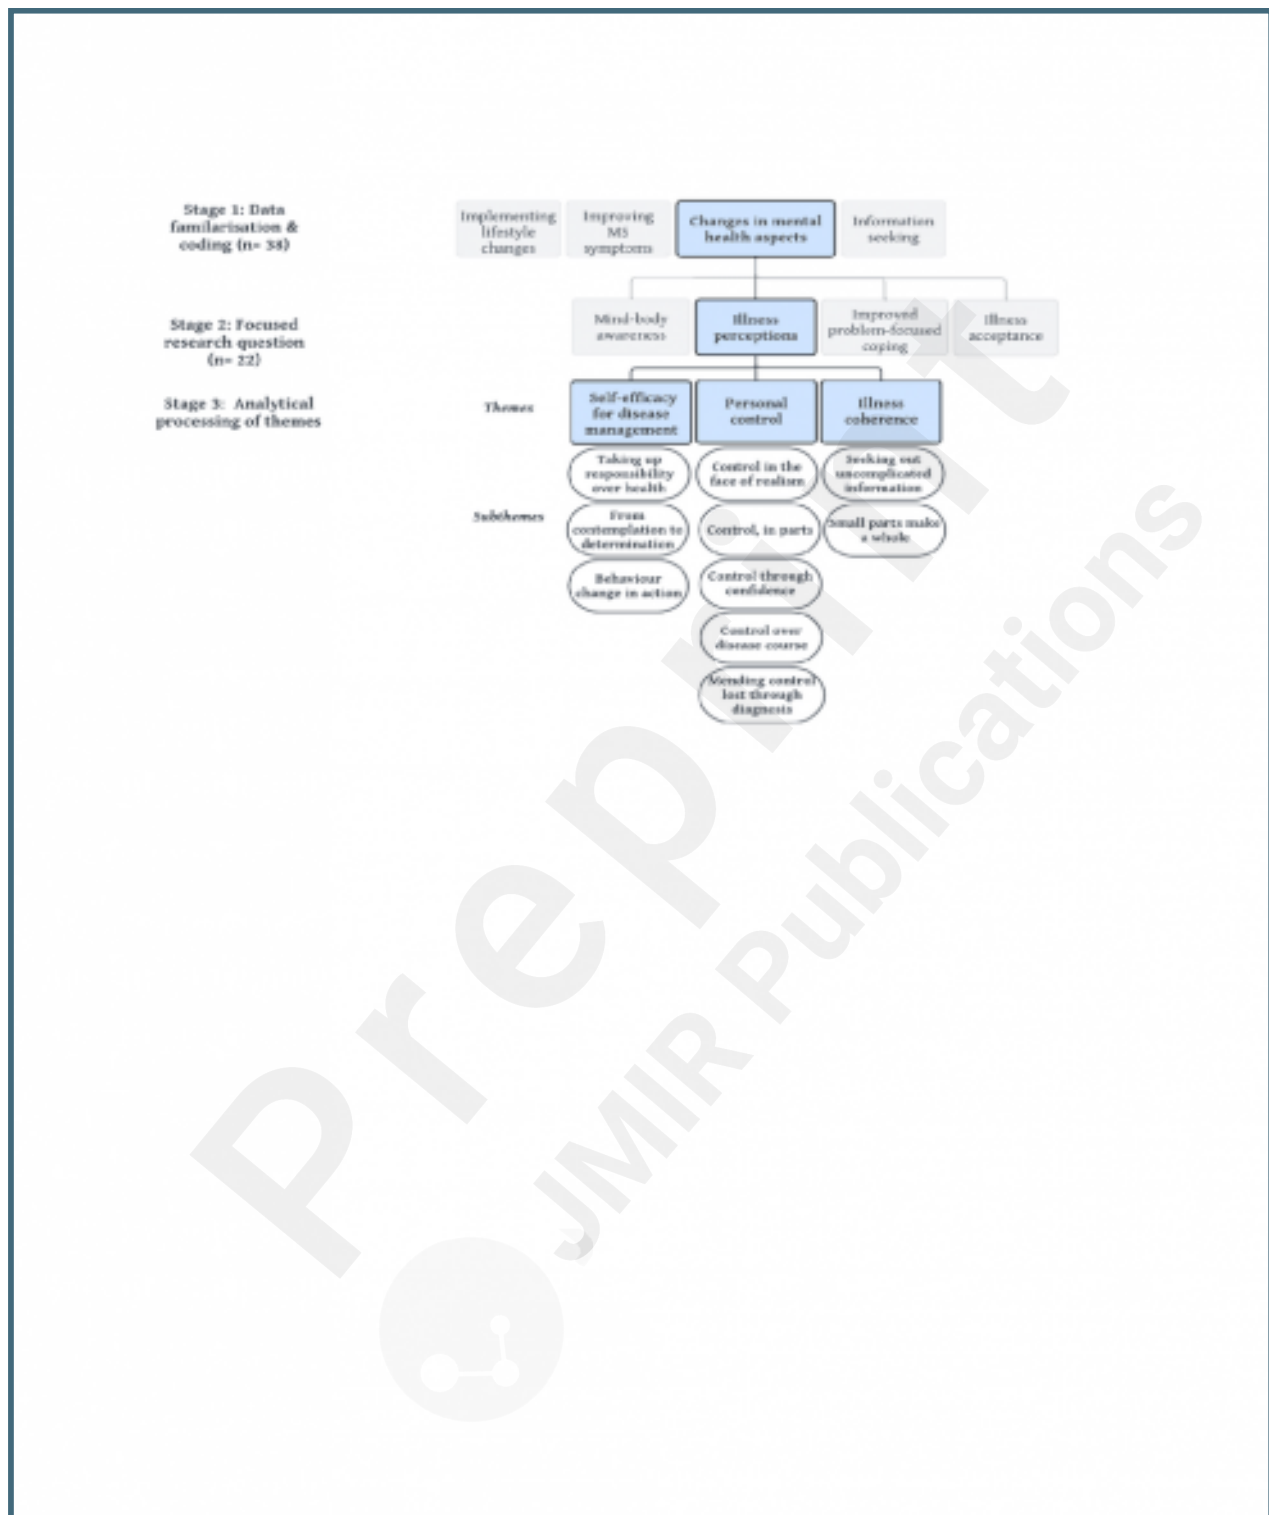 Stage 1: Data
familarisation &
coding (n= 38)
Implementing
lifestyle
changes
Improving
MS
symptoms
Changes in mental
health aspects
Information
seeking
Stage 2: Focused
research question
(n= 22)
Mind-body
awareness
Illness
perceptions
Improved
problem-focused
coping
Illness
acceptance
Stage 3: Analytical
processing of themes
Themes
Self-efficacy
for disease
management
Personal
control
Illness
coherence
Subthemes
Taking up
responsibility
over health
From
contemplation to
determination
Behaviour
change in action
Control in the
face of realism
Control, in parts
Control through
confidence
Control over
disease course
Mending control
lost through
diagnosis
Seeking out
uncomplicated
information
Small parts make
a whole
Preprint
JMIR Publications